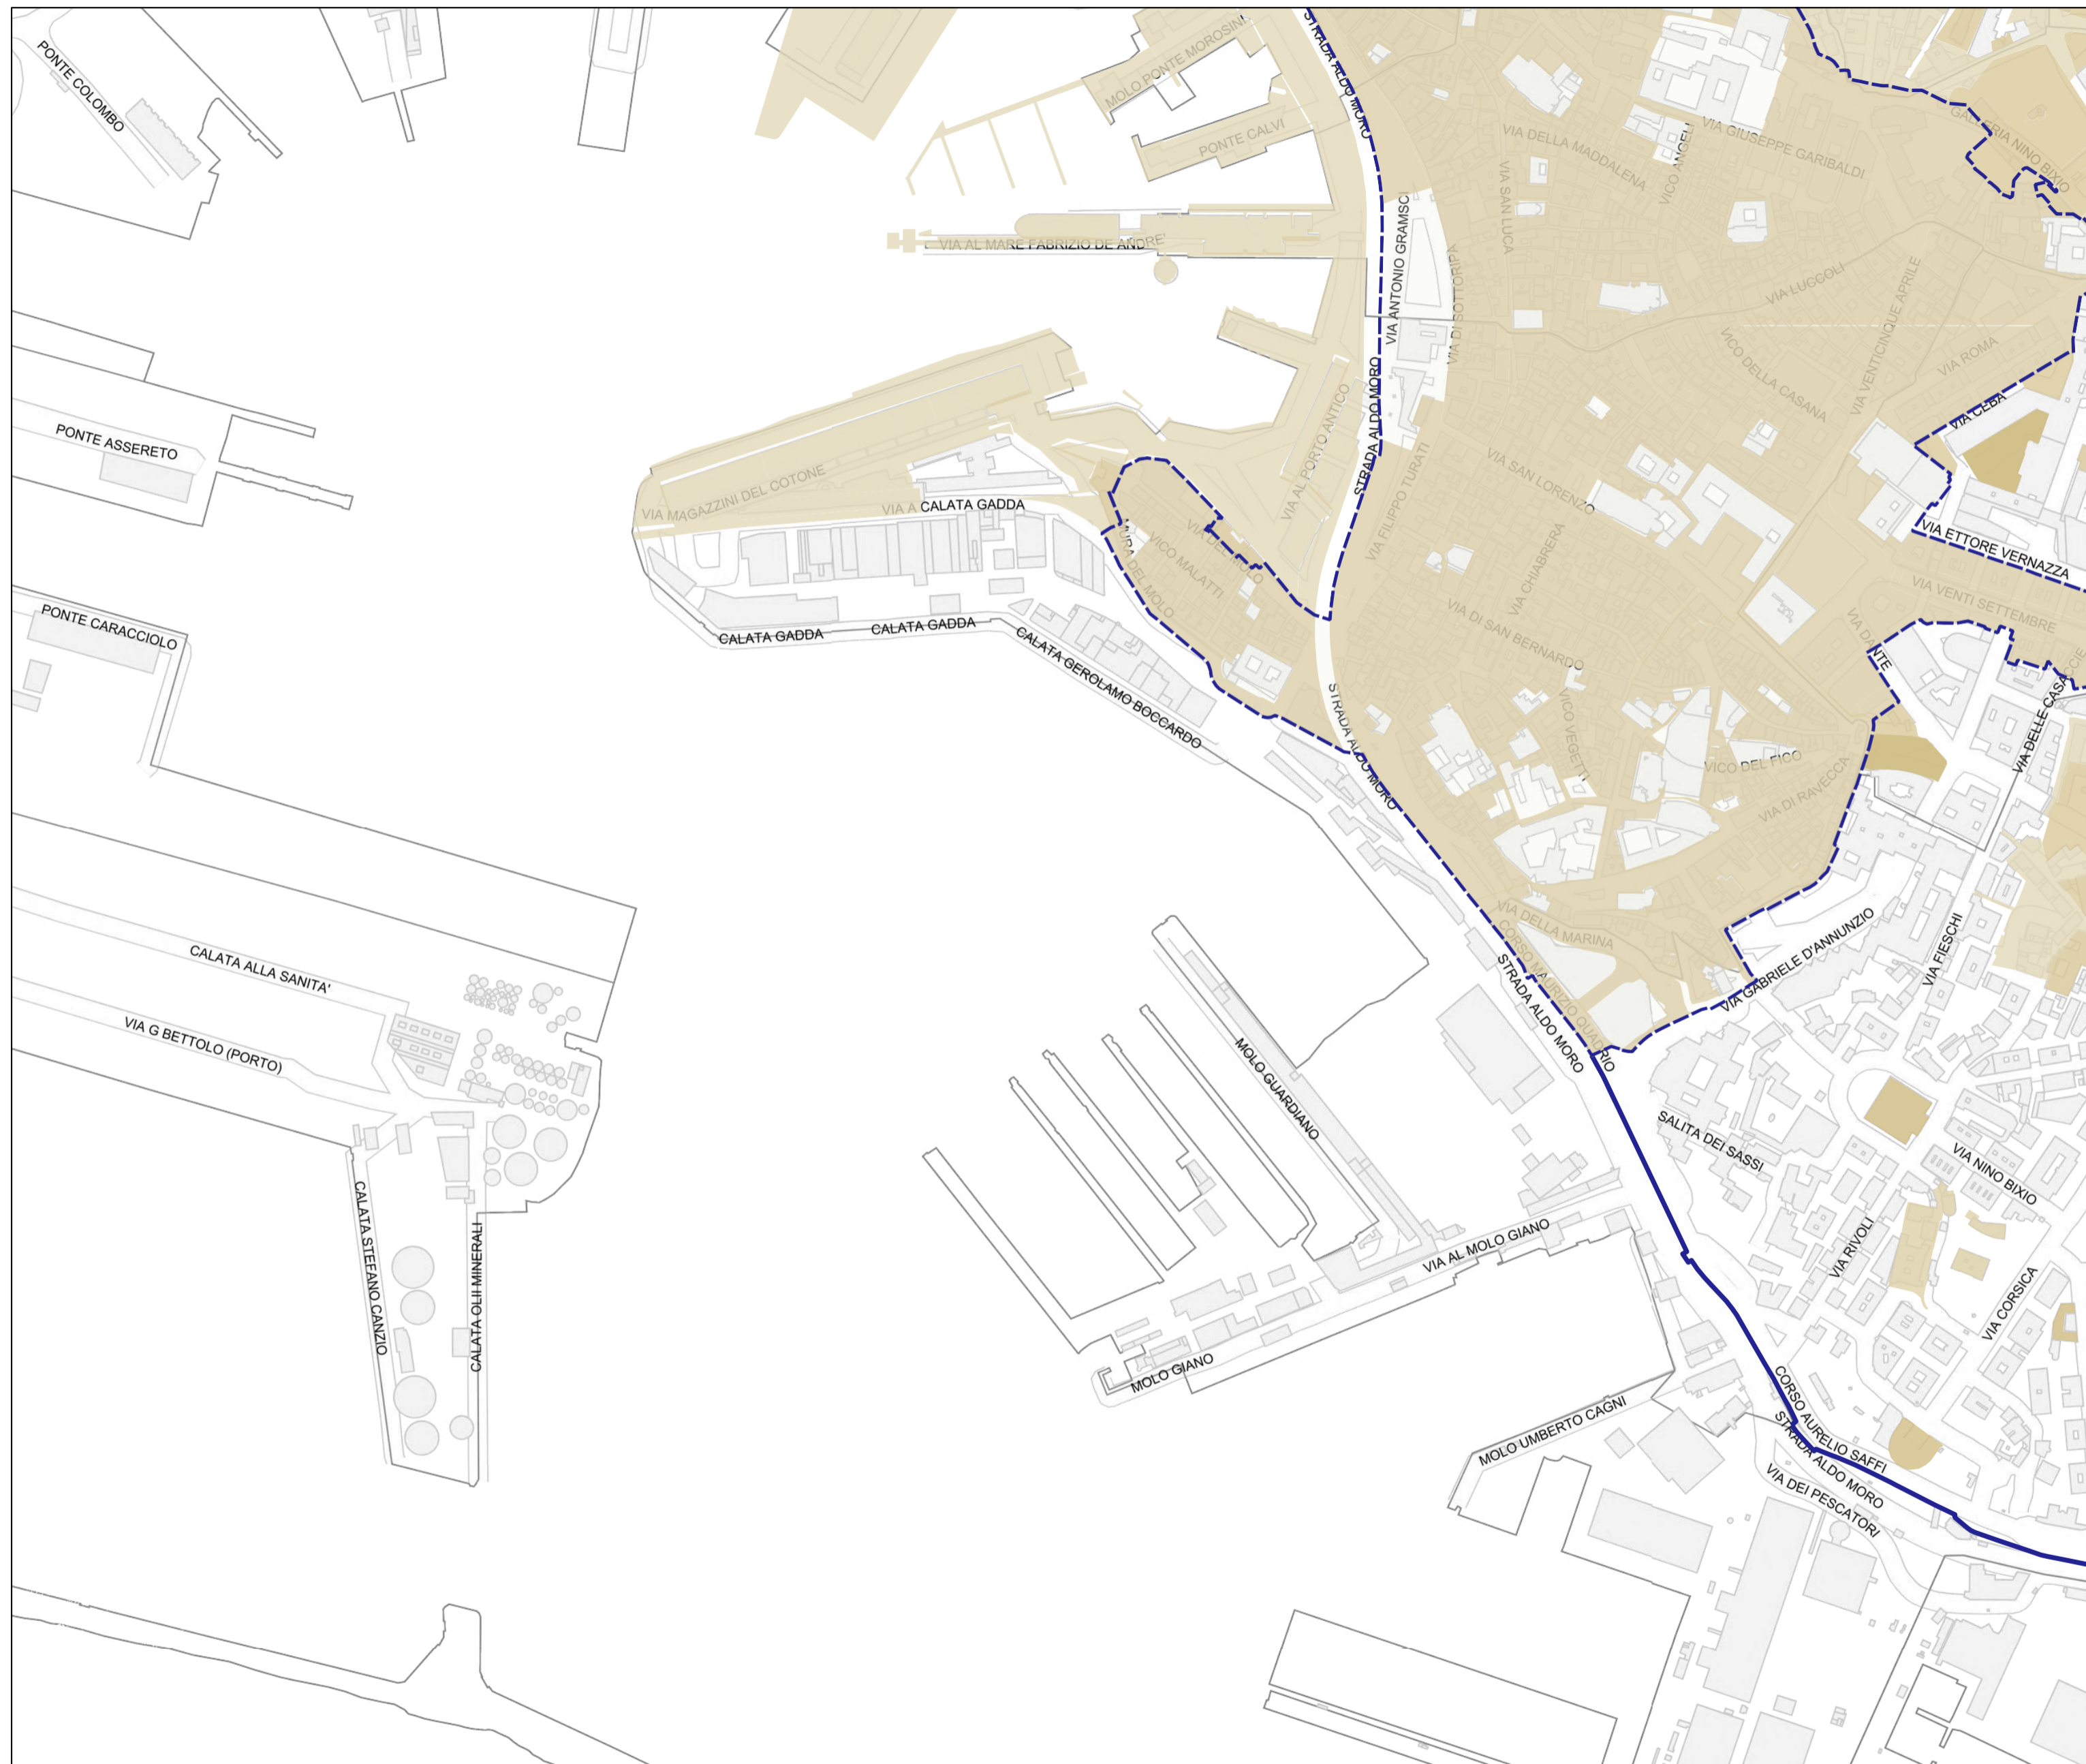 PONTE COLOMBO
STRADA ALDO MORO
MOLO PONTE MOROSINI
PONTE CALVI
VIA DELLA MADDALENA
VIA GIUSEPPE GARIBALDI
GALLERIA NINO BIXIO
VIA SAN LUCA
VIA AL MARE FABRIZIO DE ANDRE'
VIA ANTONIO GRAMSCI
VIA DI SOTTORIPA
VIA LUCCOLI
VIA VENTICINQUE APRILE
VICO DELLA CASANA
VIA ROMA
VIA CEBA
PONTE ASSERETO
VIA MAGAZZINI DEL COTONE
VIA A
CALATA GADDA
VIA AL PORTO ANTICO
STRADA ALDO MORO
VIA FILIPPO TURATI
VIA SAN LORENZO
VIA ETTORE VERNAZZA
VIA VENTI SETTEMBRE
MURA DEL MOLO
VICO MALATTI
VIA DEL MOLO
VIA CHIABRERA
VIA DI SAN BERNARDO
VIA DANTE
PONTE CARACCIOLO
CALATA GADDA
CALATA GADDA
CALATA GEROLAMO BOCCARDO
STRADA ALDO MORO
VICO VEGETTI
VICO DEL FICO
VIA DI RAVECCA
VIA DELLE CASACCIE
VIA DELLA MARINA
CORSO MAURIZIO QUADRIO
STRADA ALDO MORO
VIA GABRIELE D'ANNUNZIO
VIA FIESCHI
CALATA ALLA SANITA'
VIA G BETTOLO (PORTO)
MOLO GUARDIANO
SALITA DEI SASSI
VIA NINO BIXIO
VIA RIVOLI
VIA CORSICA
CALATA STEFANO CANZIO
CALATA OLII MINERALI
VIA AL MOLO GIANO
MOLO GIANO
MOLO UMBERTO CAGNI
CORSO AURELIO SAFFI
STRADA ALDO MORO
VIA DEI PESCATORI